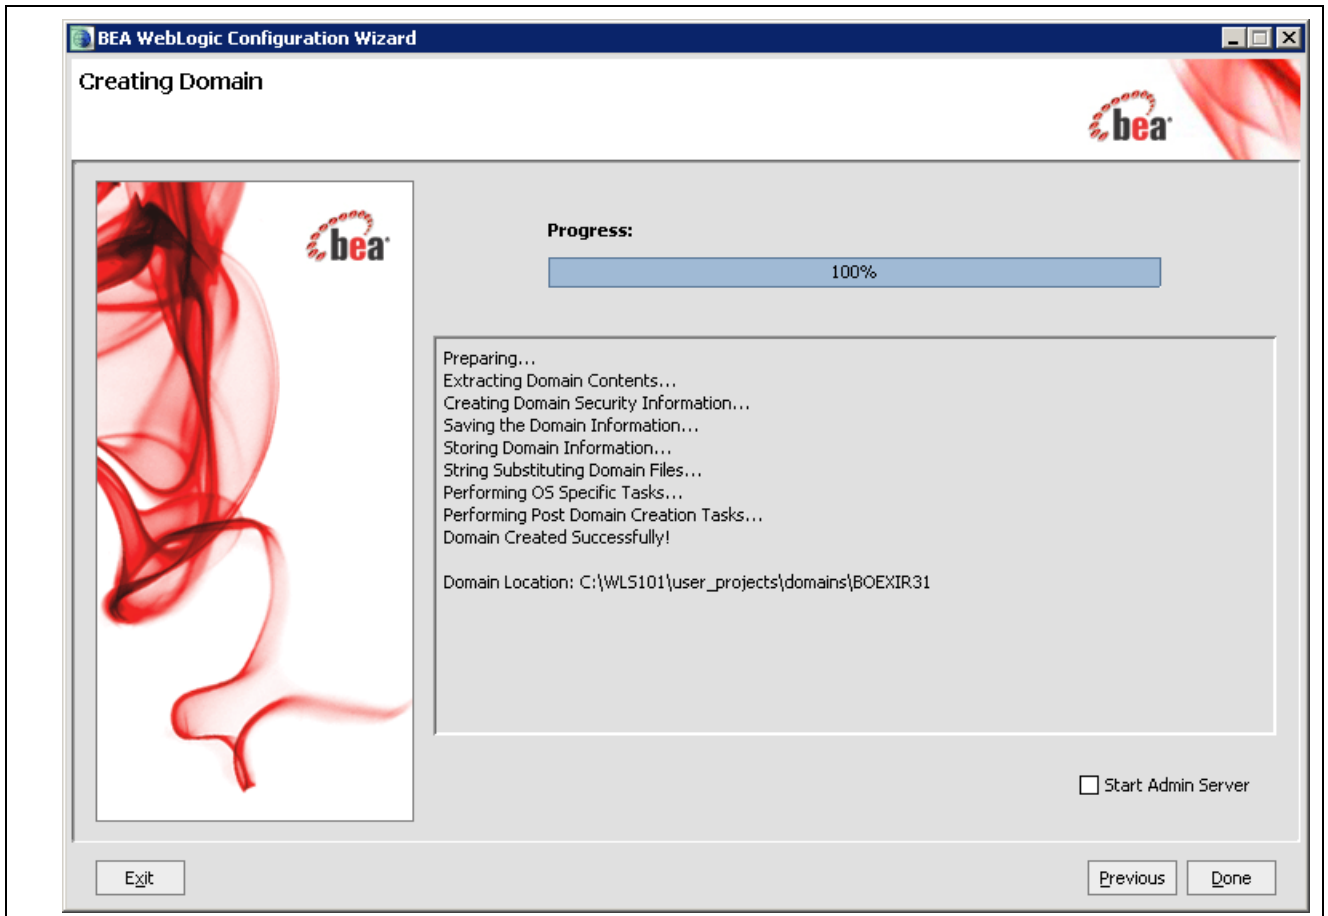 BEA WebLogic Configuration Wizard
Creating Domain
bea
bea
Progress:
100%
Preparing...
Extracting Domain Contents...
Creating Domain Security Information...
Saving the Domain Information...
Storing Domain Information...
String Substituting Domain Files...
Performing OS Specific Tasks...
Performing Post Domain Creation Tasks...
Domain Created Successfully!
Domain Location: C:\WLS101\user_projects\domains\BOEXIR31
Start Admin Server
Exit
Previous
Done